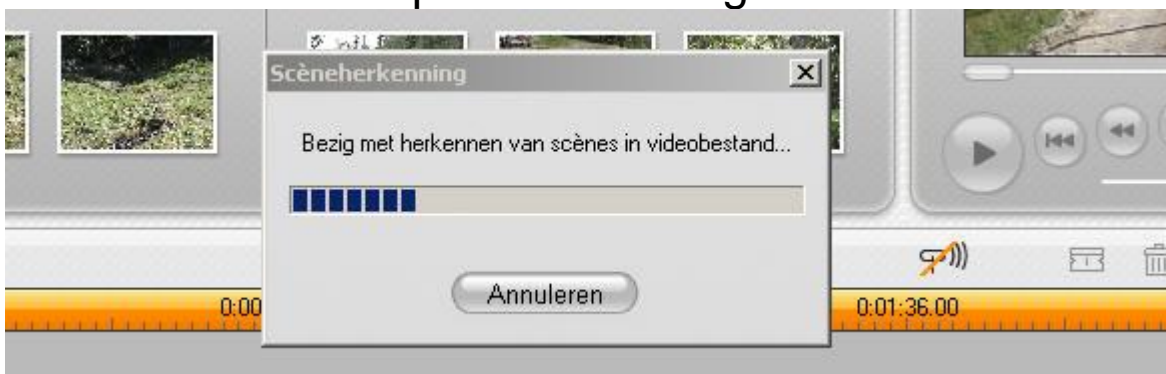 Scèneherkenning
Bezig met herkennen van scènes in videobestand...
Annuleren
0:00
0:01:36.00